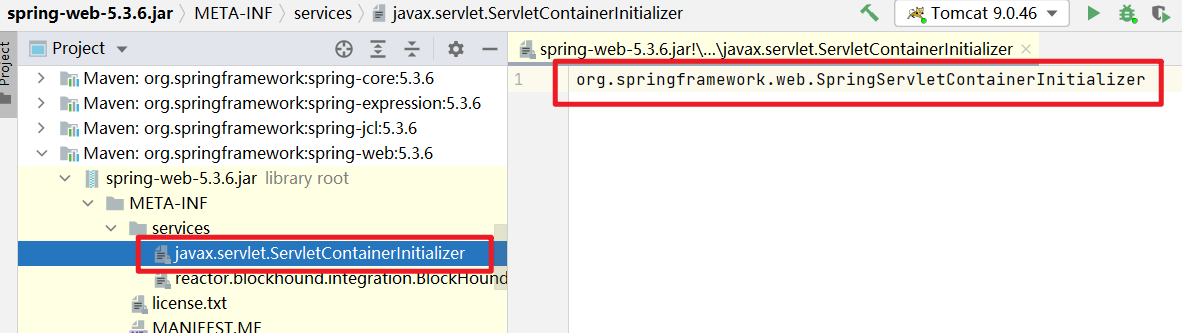 spring-web-5.3.6.jar 〉 META-INF 〉 services 〉 javax.servlet.ServletContainerInitializer
Tomcat 9.0.46
Project
Project
spring-web-5.3.6.jar!\...\javax.servlet.ServletContainerInitializer ×
1 org.springframework.web.SpringServletContainerInitializer
Maven: org.springframework:spring-core:5.3.6
Maven: org.springframework:spring-expression:5.3.6
Maven: org.springframework:spring-jcl:5.3.6
Maven: org.springframework:spring-web:5.3.6
spring-web-5.3.6.jar library root
META-INF
services
javax.servlet.ServletContainerInitializer
reactor.blockhound.integration.BlockHound
license.txt
MANIFEST.MF